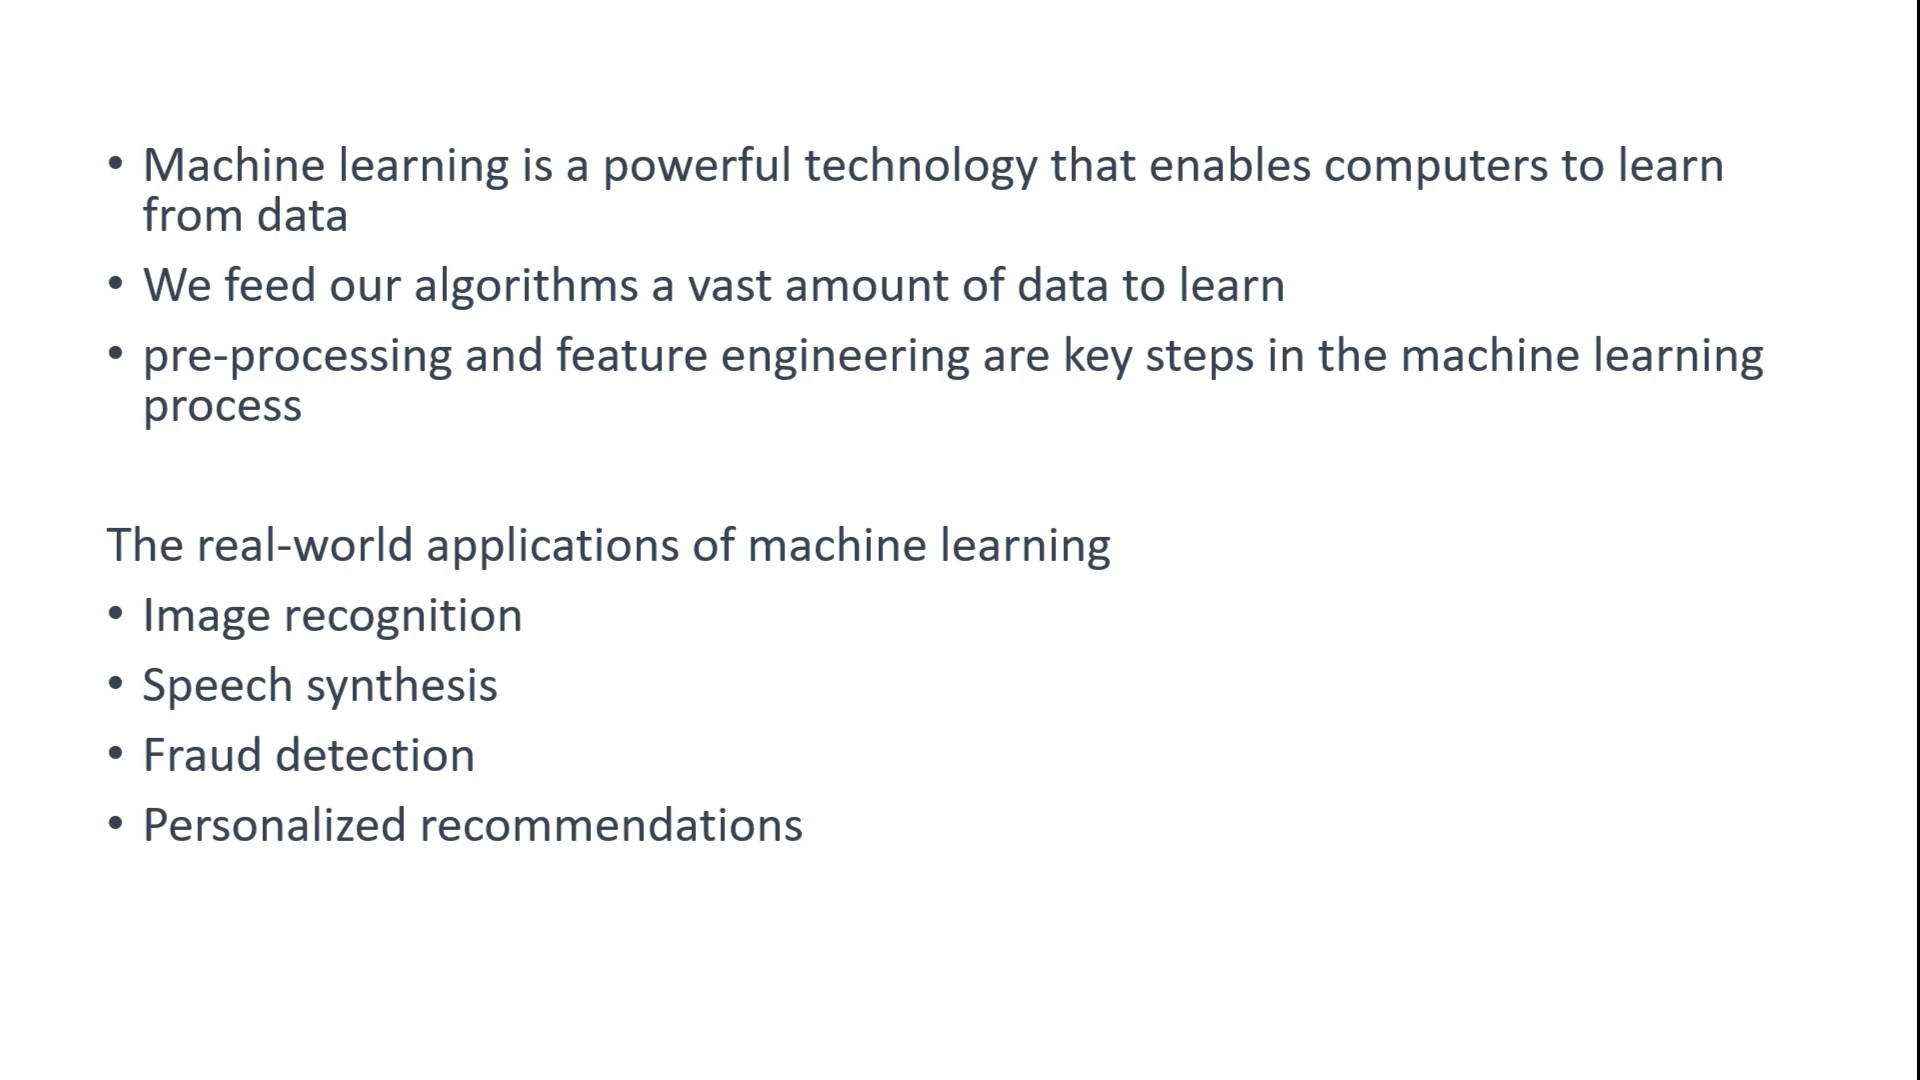 • Machine learning is a powerful technology that enables computers to learn
from data
• We feed our algorithms a vast amount of data to learn
• pre-processing and feature engineering are key steps in the machine learning
process
The real-world applications of machine learning
• Image recognition
• Speech synthesis
• Fraud detection
• Personalized recommendations